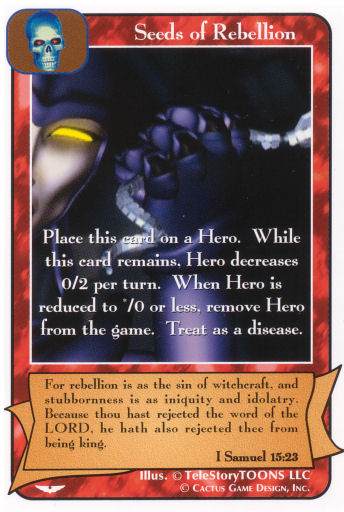 Seeds of Rebellion
Place this card on a Hero. While
this card remains, Hero decreases
0/2 per turn. When Hero is
reduced to */0 or less, remove Hero
from the game. Treat as a disease.
For rebellion is as the sin of witchcraft, and
stubbornness is as iniquity and idolatry.
Because thou hast rejected the word of the
LORD, he hath also rejected thee from
being king.
I Samuel 15:23
Illus. © TeleStoryTOONS LLC
© Cactus Game Design, Inc.